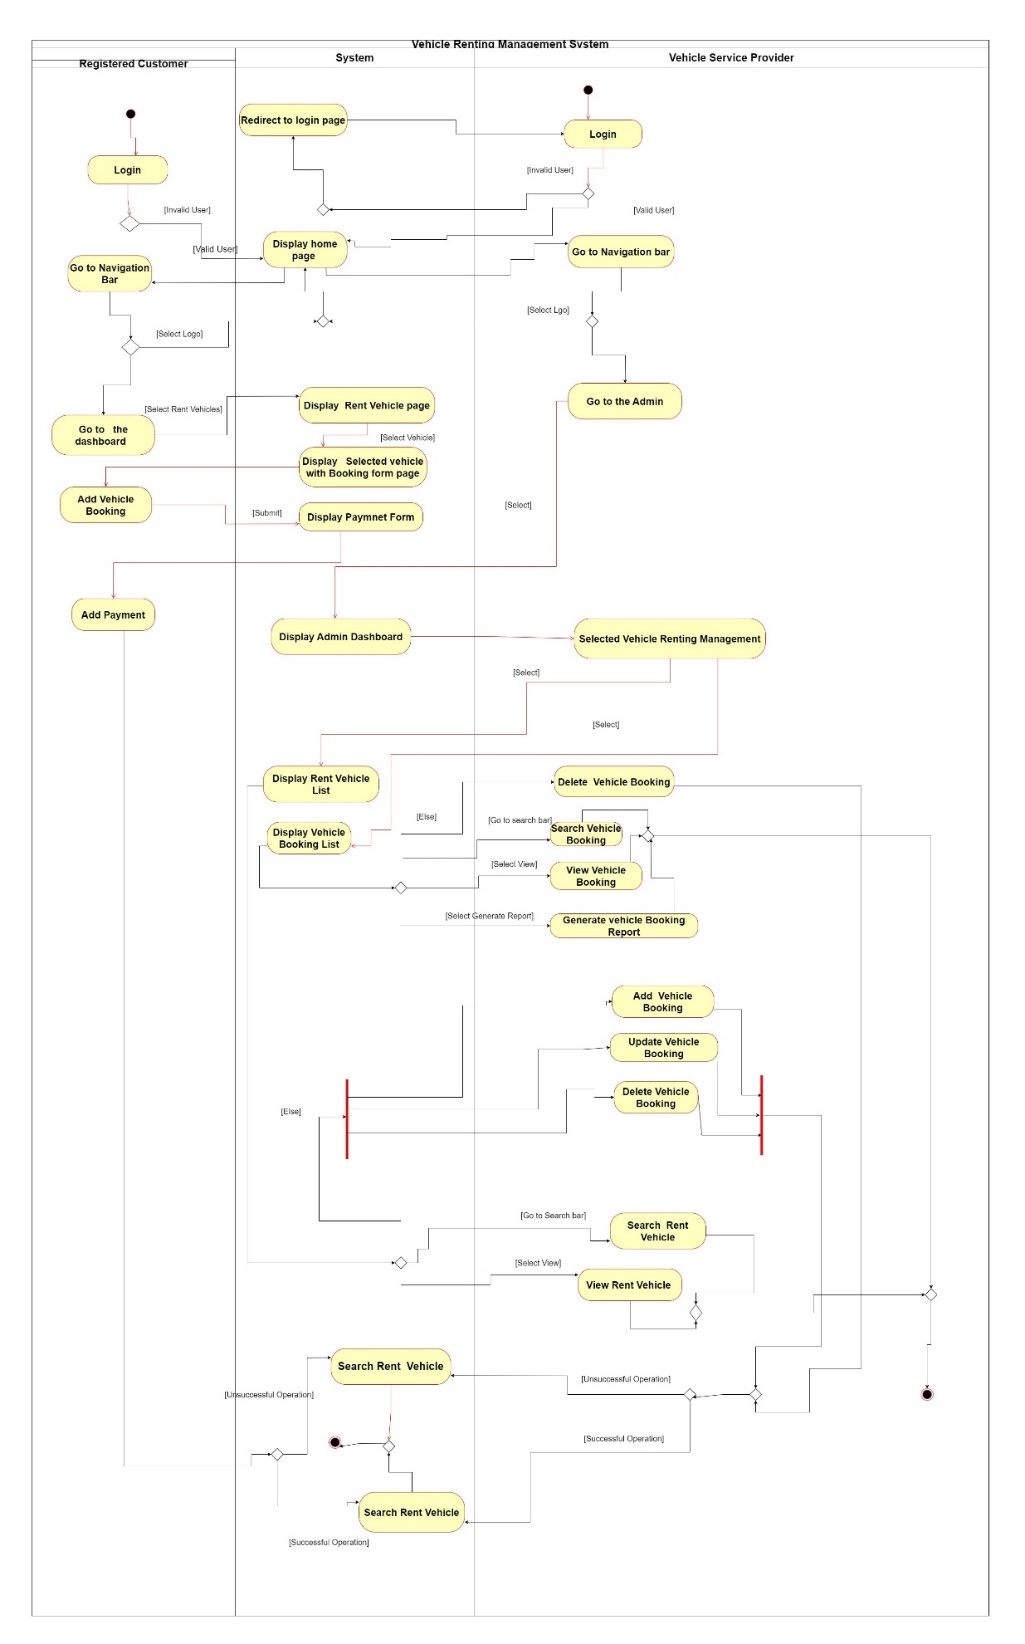 Vehicle Renting Management System
Registered Customer
System
Vehicle Service Provider
Redirect to login page
Login
Login
[Invalid User]
[Invalid User]
[Valid User]
[Valid User]
Display home
page
Go to Navigation bar
Go to Navigation
Bar
[Select Logo]
[Select Lgo]
Go to the
dashboard
[Select Rent Vehicles]
Display Rent Vehicle page
Go to the Admin
[Select Vehicle]
Display Selected vehicle
with Booking form page
Add Vehicle
Booking
[Submit]
Display Paymnet Form
[Select]
Add Payment
Display Admin Dashboard
Selected Vehicle Renting Management
[Select]
[Select]
Display Rent Vehicle
List
Delete Vehicle Booking
[Else]
[Go to search bar]
Display Vehicle
Booking List
Search Vehicle
Booking
[Select View]
View Vehicle
Booking
[Select Generate Report]
Generate vehicle Booking
Report
Add Vehicle
Booking
Update Vehicle
Booking
Delete Vehicle
Booking
[Else]
[Go to Search bar]
Search Rent
Vehicle
[Select View]
View Rent Vehicle
Search Rent Vehicle
[Unsuccessful Operation]
[Unsuccessful Operation]
[Successful Operation]
Search Rent Vehicle
[Successful Operation]